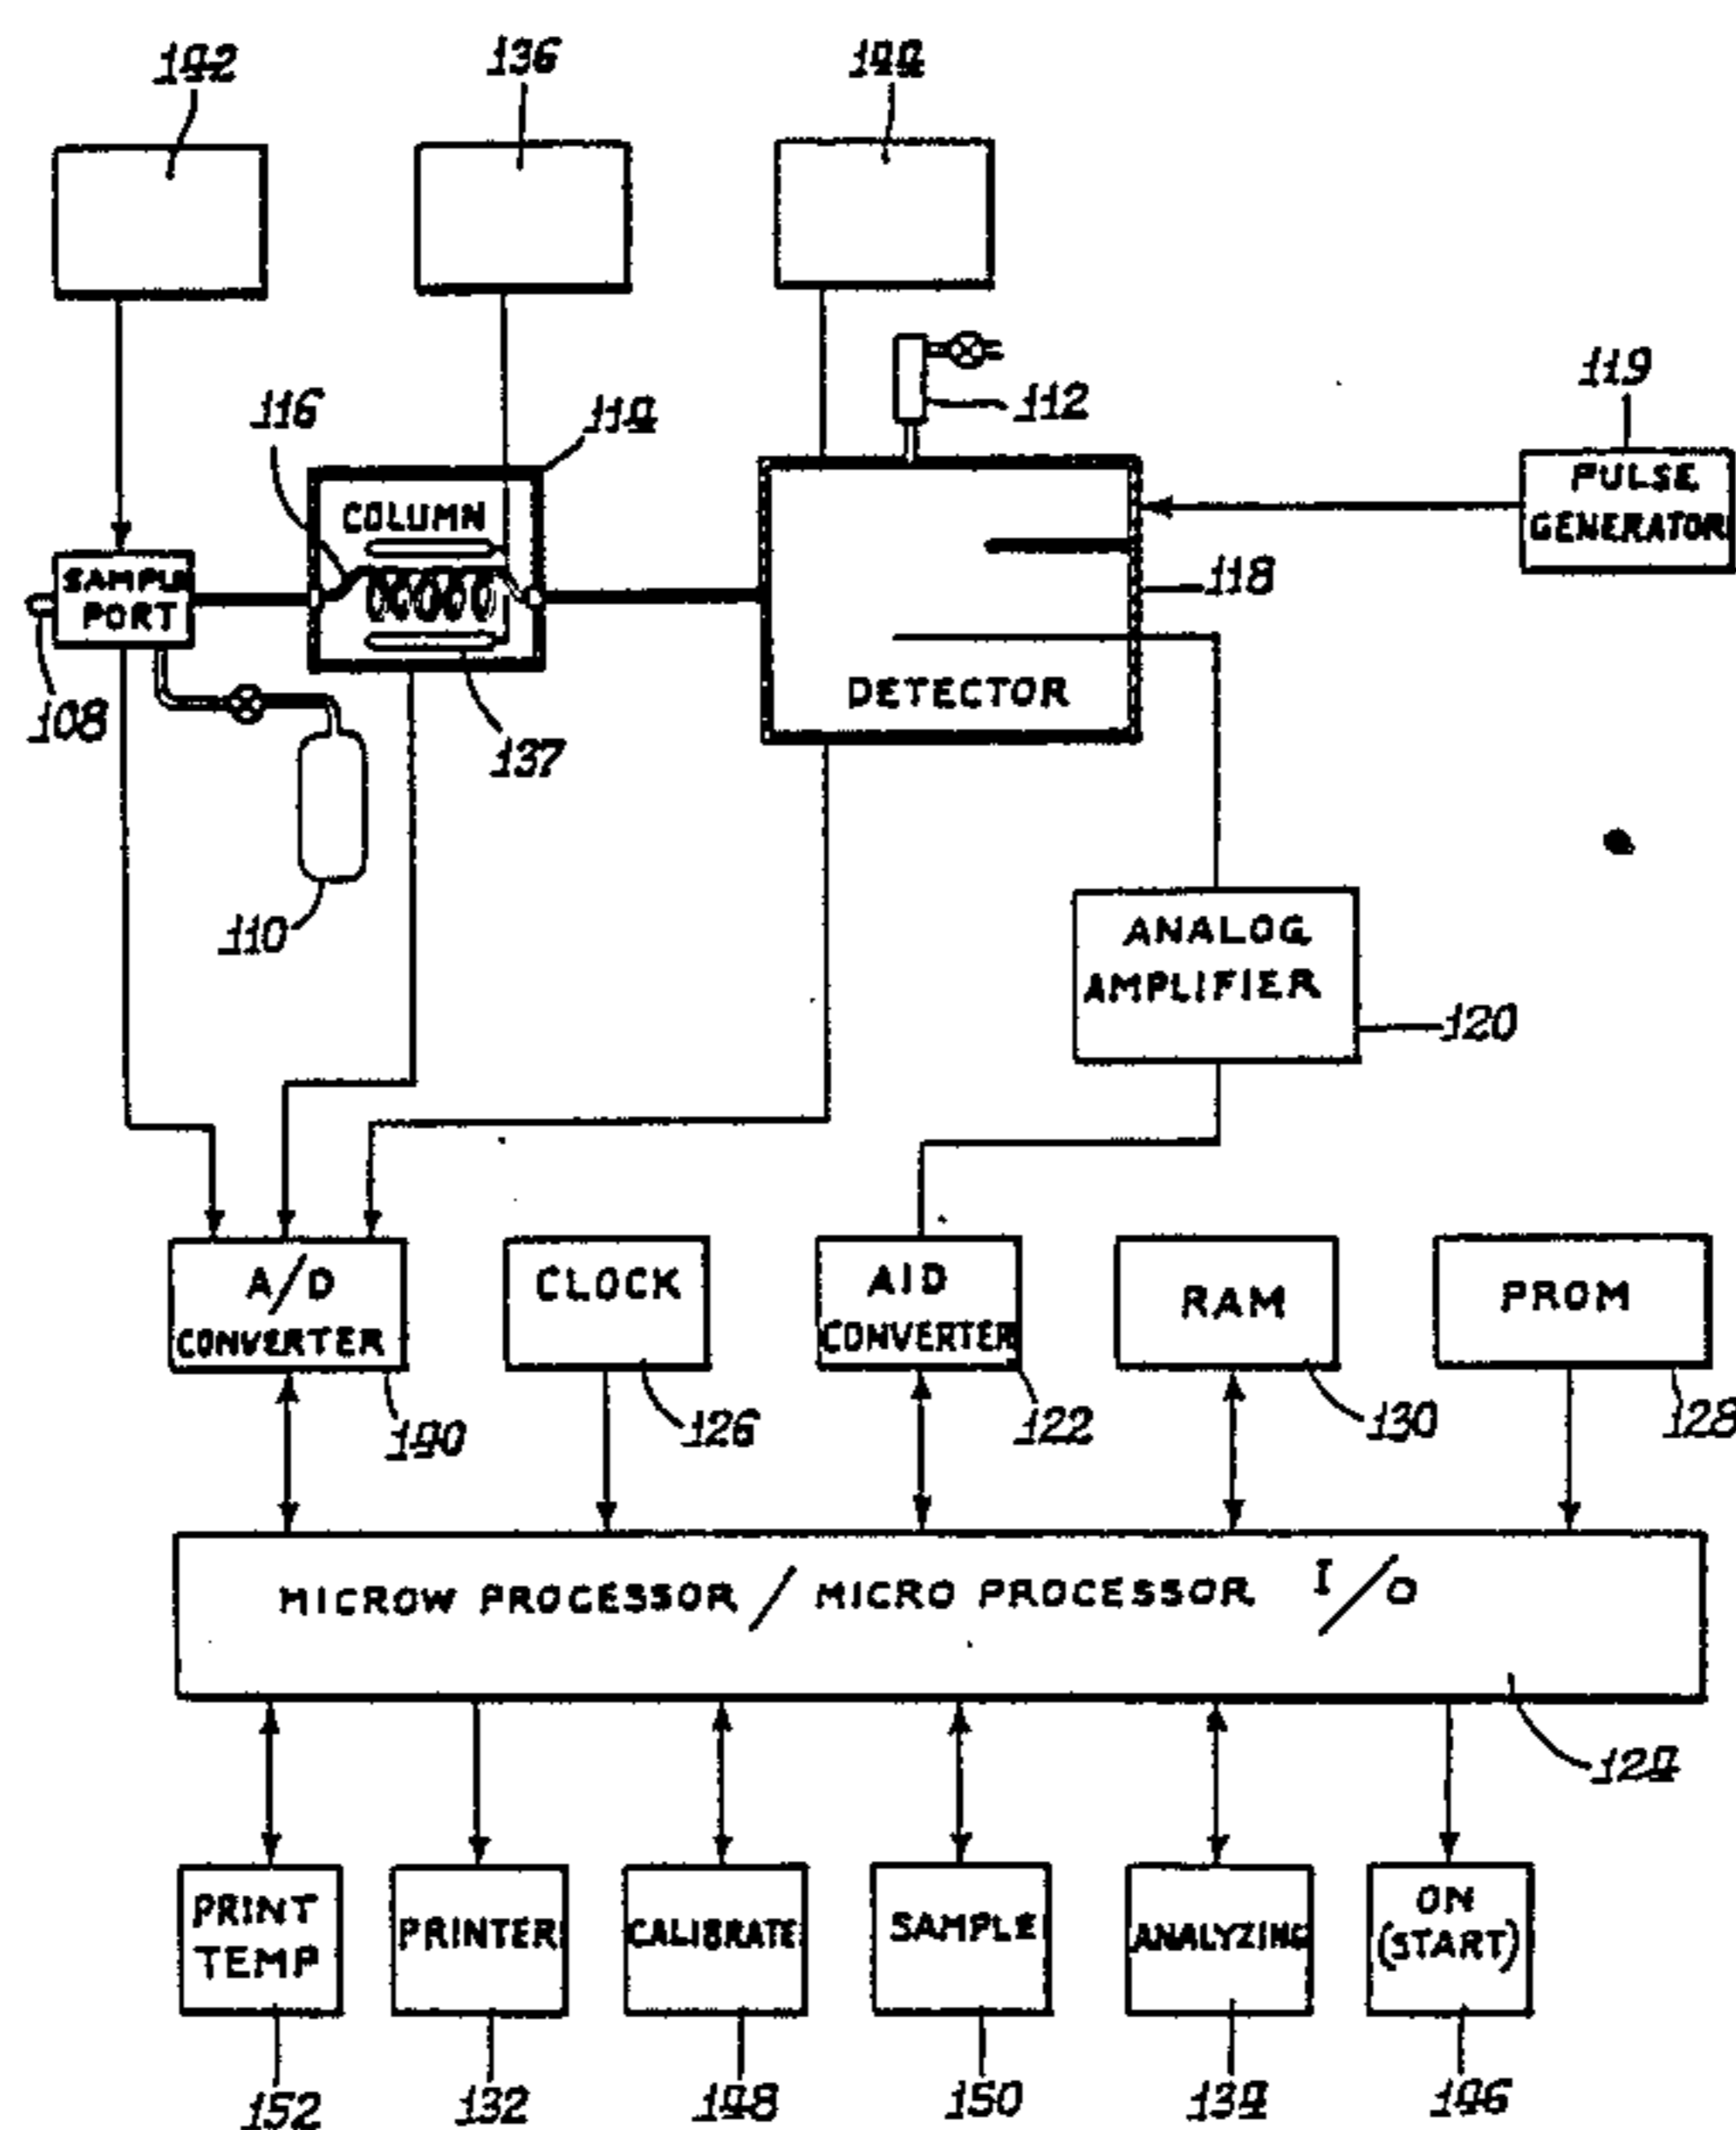 142
136
144
119
PULSE
GENERATOR
112
116
114
COLUMN
118
SAMPLE
PORT
108
137
DETECTOR
110
ANALOG
AMPLIFIER
120
A/D
CONVERTER
CLOCK
AID
CONVERTER
RAM
PROM
140
126
122
130
128
MICROW PROCESSOR / MICRO PROCESSOR I/O
124
PRINT
TEMP
PRINTER
CALIBRATE
SAMPLE
ANALYZING
ON
(START)
152
132
148
150
134
146